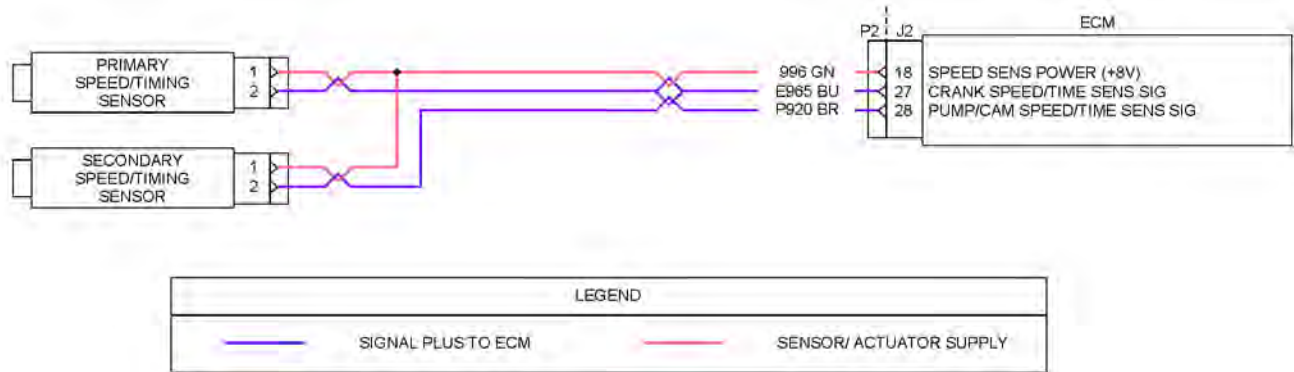 P2 J2
ECM
PRIMARY
SPEED/TIMING
SENSOR
1
2
996 GN
E965 BU
P920 BR
18 SPEED SENS POWER (+8V)
27 CRANK SPEED/TIME SENS SIG
28 PUMP/CAM SPEED/TIME SENS SIG
SECONDARY
SPEED/TIMING
SENSOR
1
2
LEGEND
SIGNAL PLUS TO ECM
SENSOR/ ACTUATOR SUPPLY